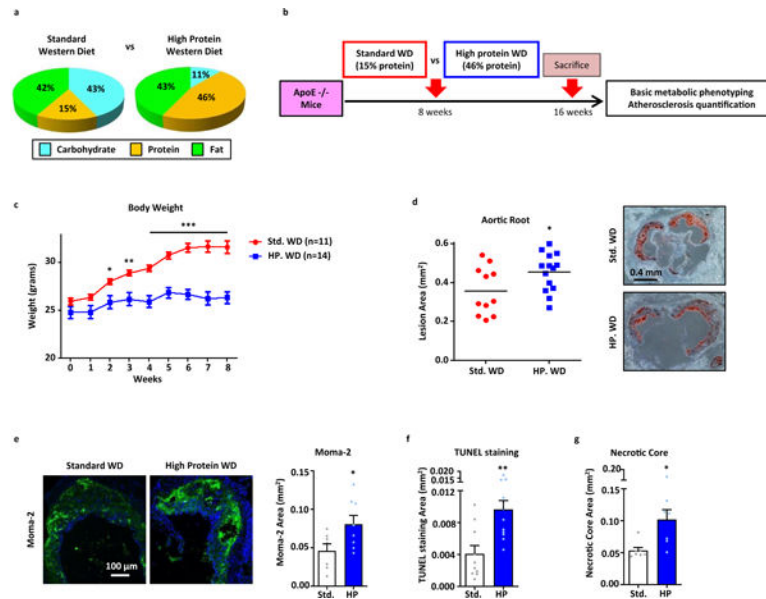 a
Standard
Western Diet
vs
High Protein
Western Diet
42%
43%
15%
43%
11%
46%
Carbohydrate
Protein
Fat
b
Standard WD
(15% protein)
vs
High protein WD
(46% protein)
Sacrifice
ApoE -/-
Mice
8 weeks
16 weeks
Basic metabolic phenotyping
Atherosclerosis quantification
c
Body Weight
Weight (grams)
30
25
20
* ** ***
Std. WD (n=11)
HP. WD (n=14)
0 1 2 3 4 5 6 7 8
Weeks
d
Aortic Root
*
Lesion Area (mm²)
0.8
0.6
0.4
0.2
0.0
Std. WD
HP. WD
Std. WD
0.4 mm
HP. WD
e
Standard WD
High Protein WD
Moma-2
100 µm
Moma-2
*
Moma-2 Area (mm²)
0.15
0.10
0.05
0.00
Std. HP
f
TUNEL staining
**
TUNEL staining Area (mm²)
0.020
0.016
0.012
0.008
0.004
0.000
Std. HP
g
Necrotic Core
*
Necrotic Core Area (mm²)
0.20
0.15
0.10
0.05
0.00
Std. HP